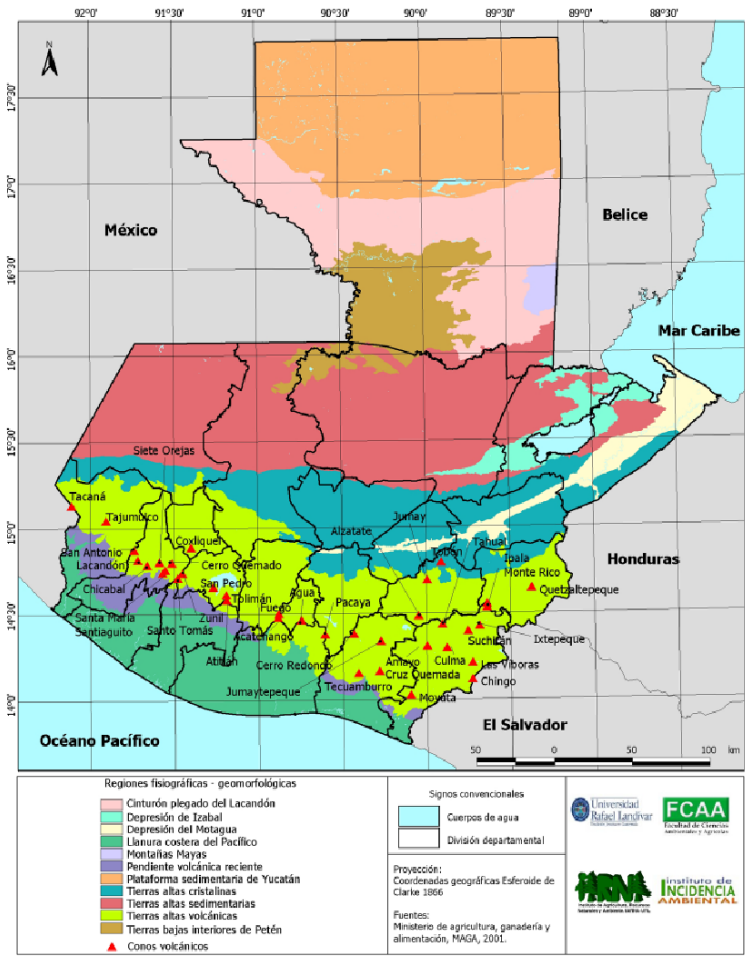 92°0'
91°30'
91°0'
90°30'
90°0'
89°30'
89°0'
88°30'
N
17°30'
17°0'
16°30'
16°0'
15°30'
15°0'
14°30'
14°0'
México
Belice
Mar Caribe
Honduras
El Salvador
Océano Pacífico
Siete Orejas
Tacaná
Tajumulco
Coxliquel
San Antonio
Lacandón
Cerro Quemado
Chicabal
San Pedro
Tolimán
Santa María
Santiaguito
Zunil
Santo Tomás
Atitlán
Acatenango
Fuego
Agua
Pacaya
Cerro Redondo
Jumaytepeque
Tecuamburro
Alzatate
Jumay
Tobón
Tahual
Ipala
Monte Rico
Quetzaltepeque
Ixtepeque
Suchitán
Amayo
Culma
Las Víboras
Cruz Quemada
Chingo
Moyuta
50 0 50 100 km
Regiones fisiográficas - geomorfológicas
Cinturón plegado del Lacandón
Depresión de Izabal
Depresión del Motagua
Llanura costera del Pacífico
Montañas Mayas
Pendiente volcánica reciente
Plataforma sedimentaria de Yucatán
Tierras altas cristalinas
Tierras altas sedimentarias
Tierras altas volcánicas
Tierras bajas interiores de Petén
Conos volcánicos
Signos convencionales
Cuerpos de agua
División departamental
Proyección:
Coordenadas geográficas Esferoide de
Clarke 1866
Fuentes:
Ministerio de agricultura, ganadería y
alimentación, MAGA, 2001.
Universidad
Rafael Landívar
FCAA
Facultad de Ciencias
Ambientales y Agrícolas
IARNA
instituto de
INCIDENCIA
AMBIENTAL